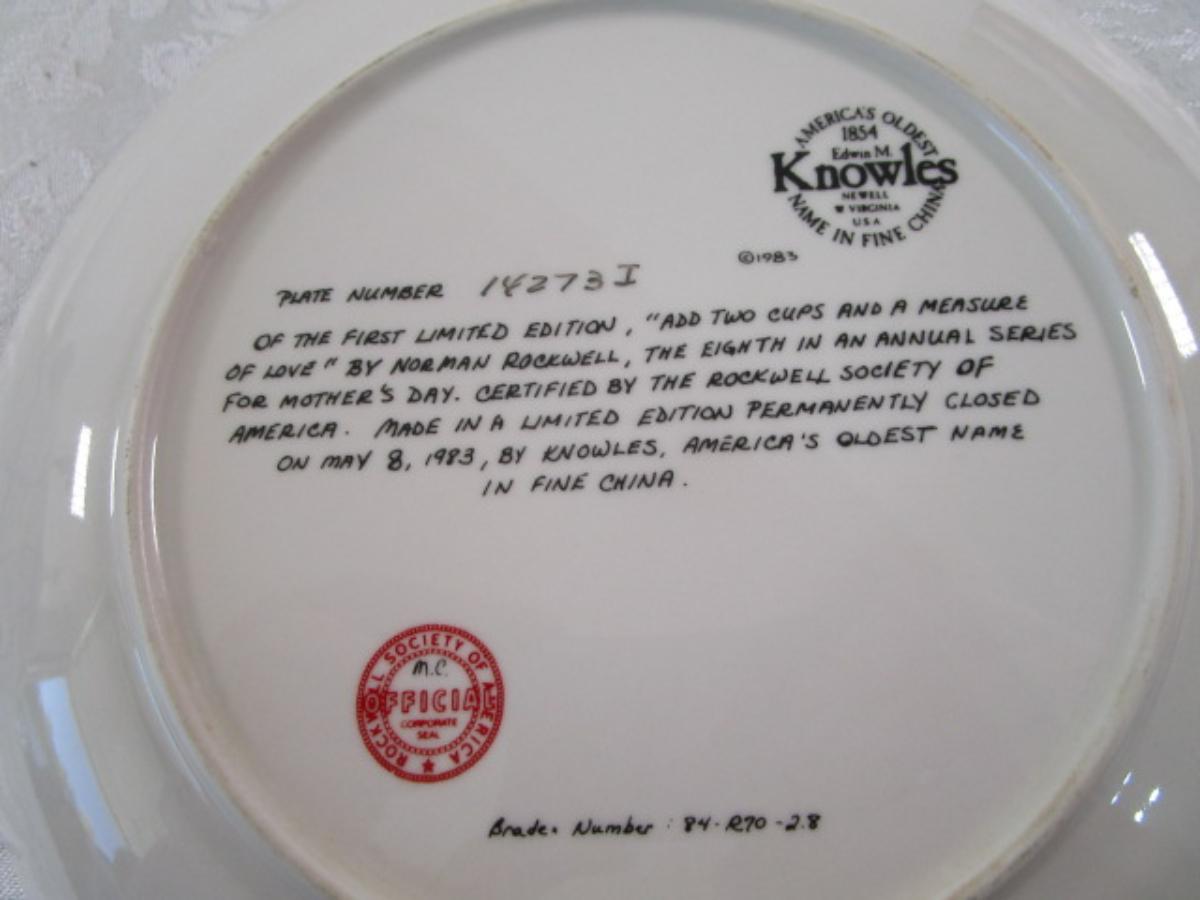 AMERICA'S OLDEST
1854
Edwin M.
Knowles
NEWELL
W VIRGINIA
U.S.A
NAME IN FINE CHINA
©1983
PLATE NUMBER 14273 I
OF THE FIRST LIMITED EDITION, "ADD TWO CUPS AND A MEASURE
OF LOVE" BY NORMAN ROCKWELL, THE EIGHTH IN AN ANNUAL SERIES
FOR MOTHER'S DAY. CERTIFIED BY THE ROCKWELL SOCIETY OF
AMERICA. MADE IN A LIMITED EDITION PERMANENTLY CLOSED
ON MAY 8, 1983, BY KNOWLES, AMERICA'S OLDEST NAME
IN FINE CHINA.
ROCKWELL SOCIETY OF AMERICA
M.C.
OFFICIAL
CORPORATE
SEAL
Bradex Number : 84-R70-2.8